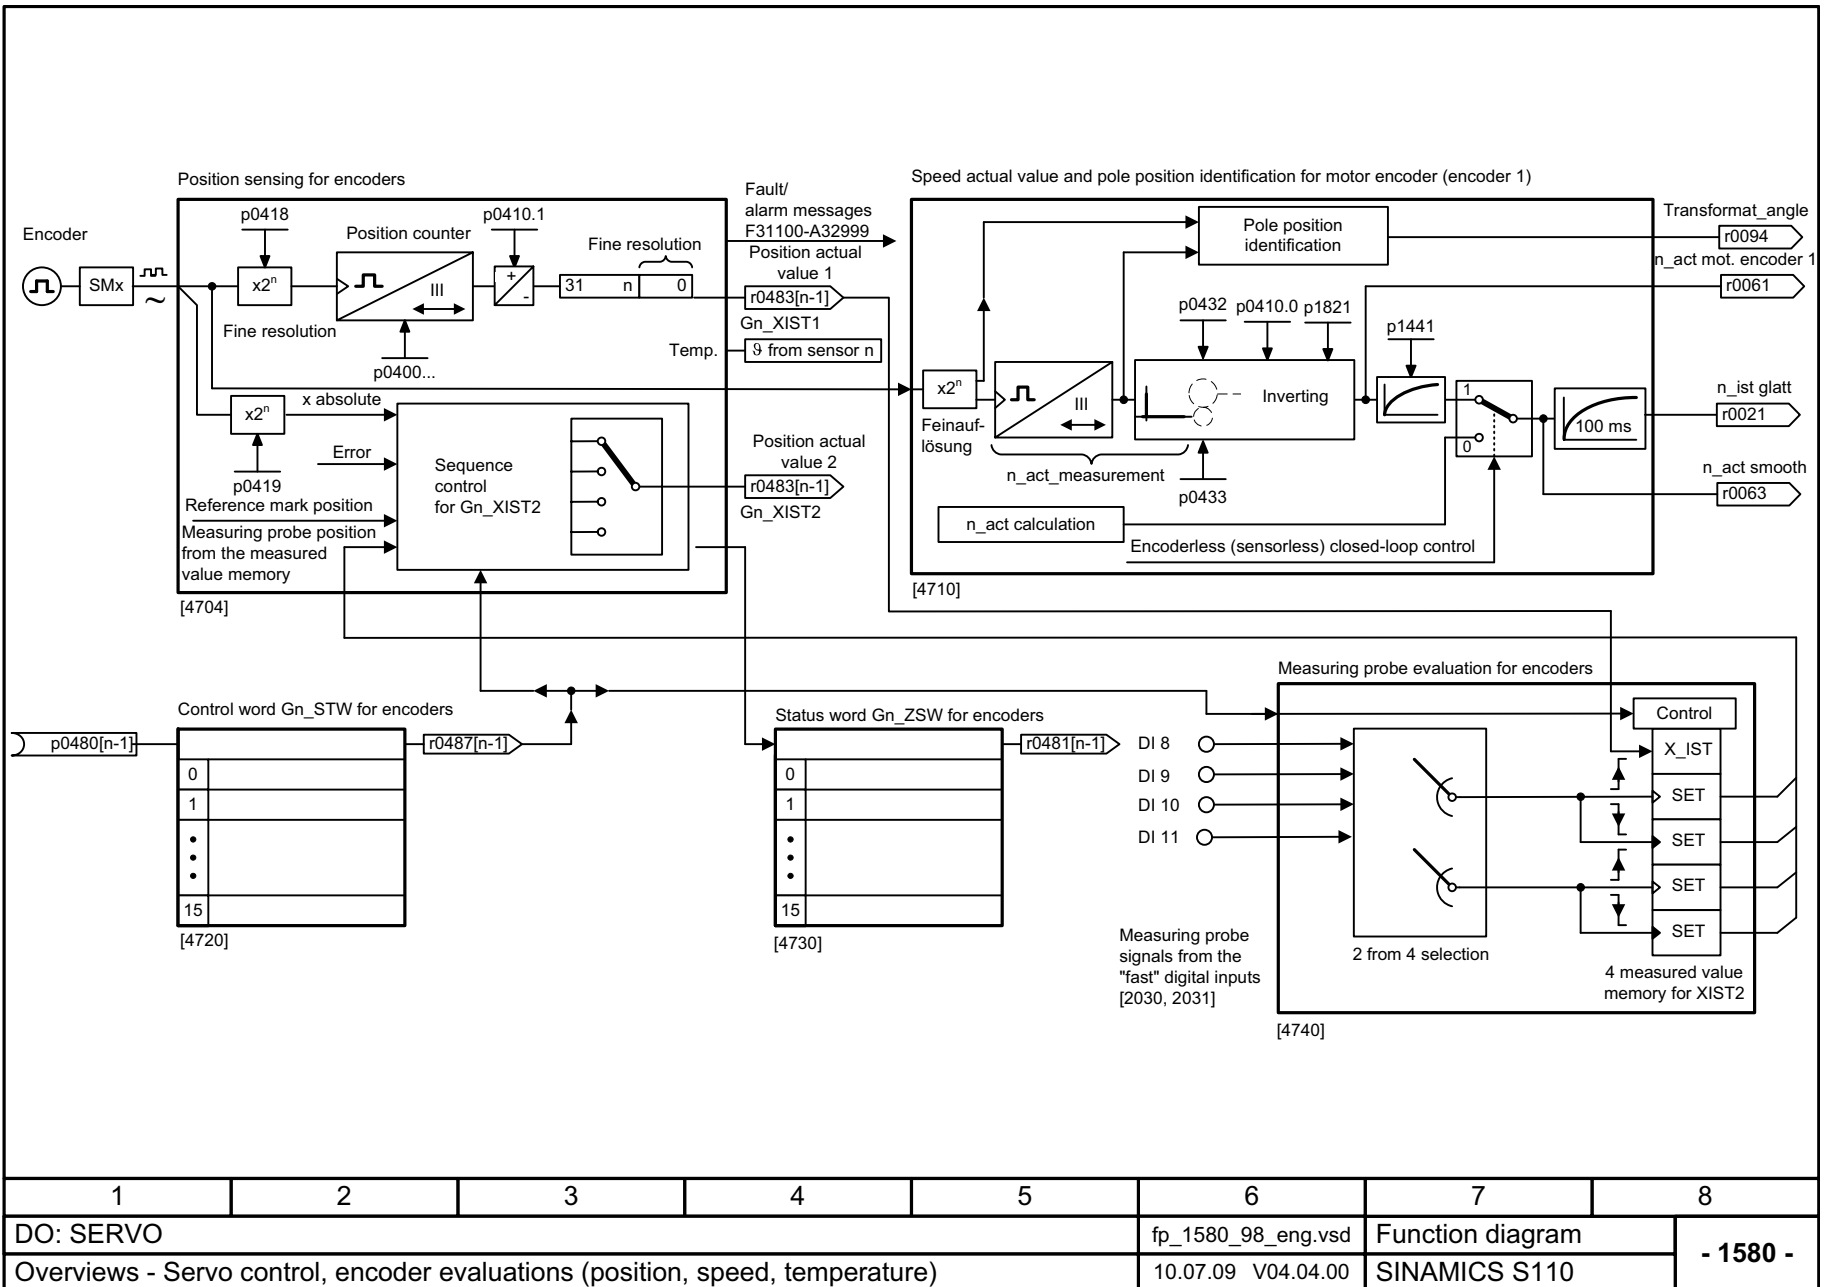 Position sensing for encoders
Encoder
SMx
p0418
x2ⁿ
Fine resolution
Position counter
III
p0400...
p0410.1
+
-
Fine resolution
31 n 0
Fault/
alarm messages
F31100-A32999
Position actual
value 1
r0483[n-1]
Gn_XIST1
Temp.
ϑ from sensor n
x2ⁿ
p0419
x absolute
Error
Reference mark position
Measuring probe position
from the measured
value memory
Sequence
control
for Gn_XIST2
Position actual
value 2
r0483[n-1]
Gn_XIST2
[4704]
Speed actual value and pole position identification for motor encoder (encoder 1)
Pole position
identification
Transformat_angle
r0094
n_act mot. encoder 1
r0061
p0432
p0410.0
p1821
p1441
x2ⁿ
Feinauf-
lösung
III
n_act_measurement
Inverting
p0433
1
0
100 ms
n_ist glatt
r0021
n_act smooth
r0063
n_act calculation
Encoderless (sensorless) closed-loop control
[4710]
Control word Gn_STW for encoders
p0480[n-1]
r0487[n-1]
0
1
15
[4720]
Status word Gn_ZSW for encoders
r0481[n-1]
0
1
15
[4730]
Measuring probe evaluation for encoders
DI 8
DI 9
DI 10
DI 11
Control
X_IST
SET
SET
SET
SET
2 from 4 selection
4 measured value
memory for XIST2
Measuring probe
signals from the
"fast" digital inputs
[2030, 2031]
[4740]
1 2 3 4 5 6 7 8
DO: SERVO
fp_1580_98_eng.vsd
Function diagram
- 1580 -
Overviews - Servo control, encoder evaluations (position, speed, temperature)
10.07.09 V04.04.00
SINAMICS S110